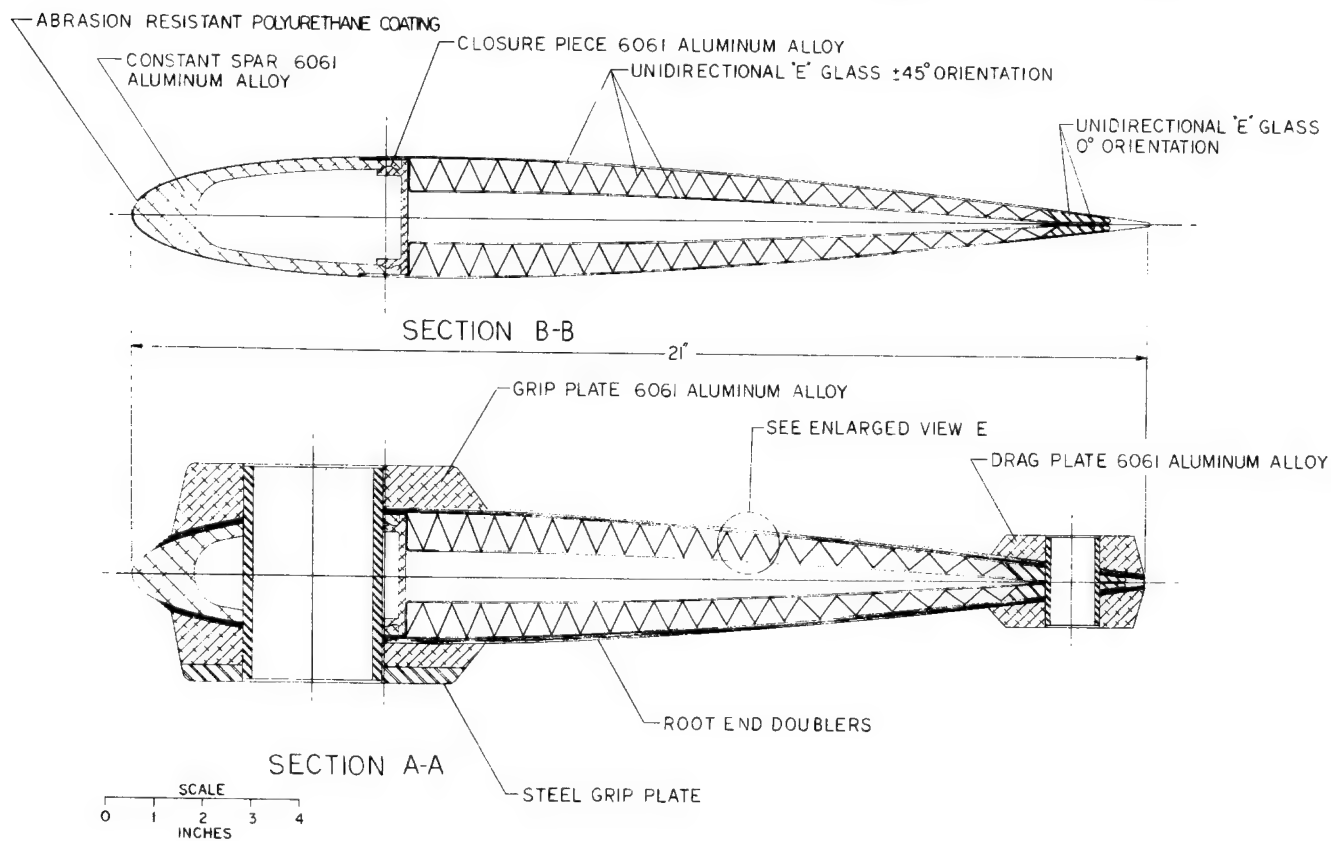 ABRASION RESISTANT POLYURETHANE COATING
CONSTANT SPAR 6061
ALUMINUM ALLOY
CLOSURE PIECE 6061 ALUMINUM ALLOY
UNIDIRECTIONAL "E" GLASS ±45° ORIENTATION
UNIDIRECTIONAL "E" GLASS
0° ORIENTATION
SECTION B-B
21"
GRIP PLATE 6061 ALUMINUM ALLOY
SEE ENLARGED VIEW E
DRAG PLATE 6061 ALUMINUM ALLOY
ROOT END DOUBLERS
SECTION A-A
STEEL GRIP PLATE
SCALE
0 1 2 3 4
INCHES